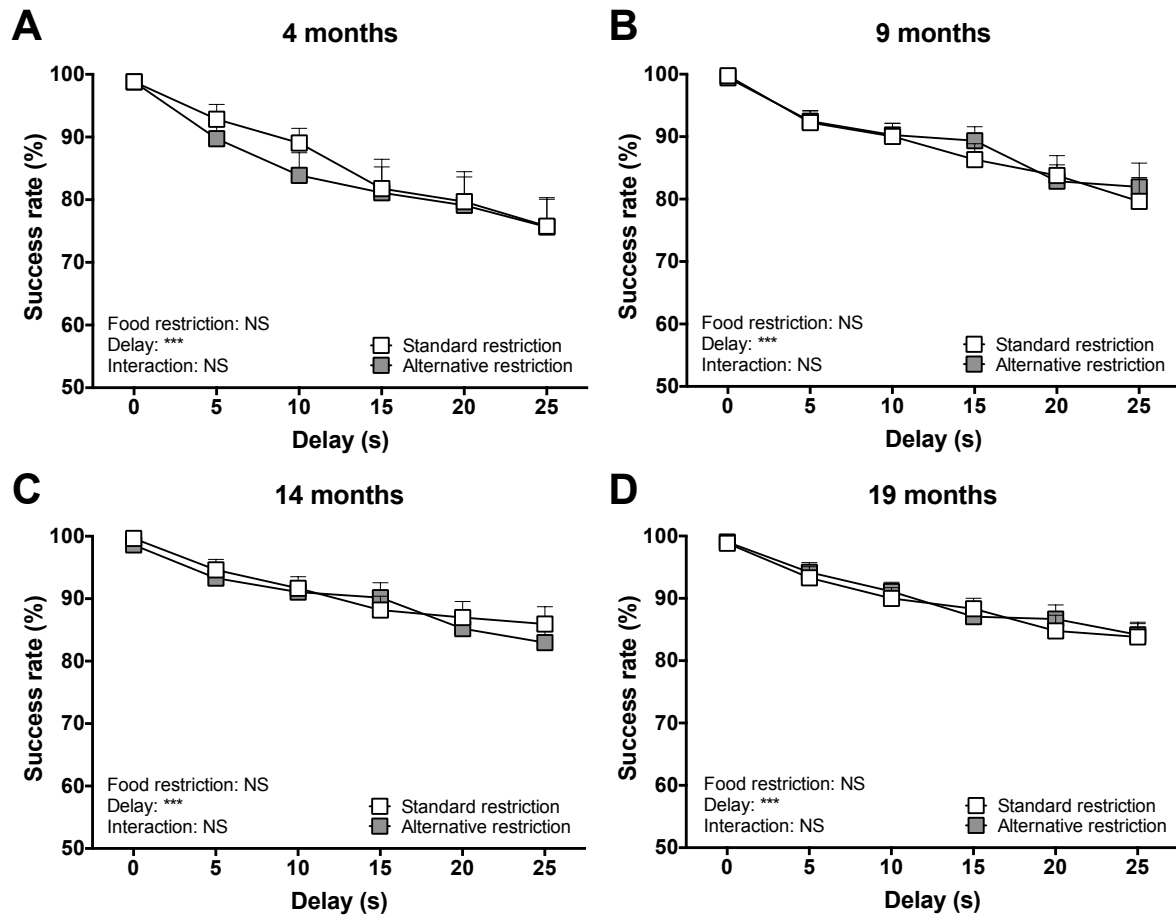 A
4 months
100
90
80
70
60
50
Success rate (%)
Food restriction: NS
Delay: ***
Interaction: NS
Standard restriction
Alternative restriction
0 5 10 15 20 25
Delay (s)
B
9 months
100
90
80
70
60
50
Success rate (%)
Food restriction: NS
Delay: ***
Interaction: NS
Standard restriction
Alternative restriction
0 5 10 15 20 25
Delay (s)
C
14 months
100
90
80
70
60
50
Success rate (%)
Food restriction: NS
Delay: ***
Interaction: NS
Standard restriction
Alternative restriction
0 5 10 15 20 25
Delay (s)
D
19 months
100
90
80
70
60
50
Success rate (%)
Food restriction: NS
Delay: ***
Interaction: NS
Standard restriction
Alternative restriction
0 5 10 15 20 25
Delay (s)